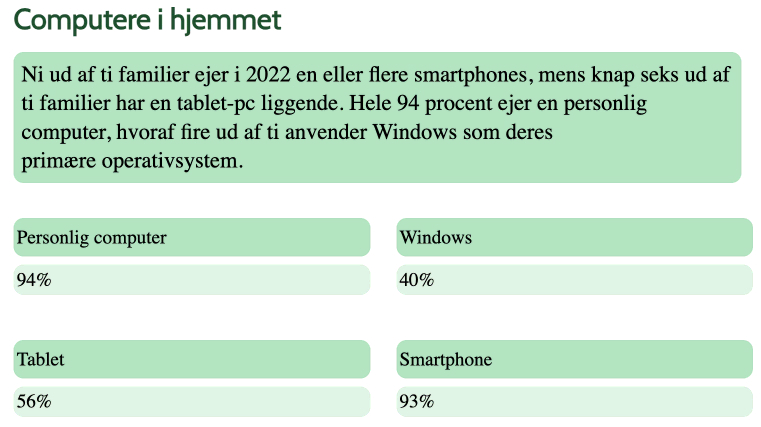 Computere i hjemmet
Ni ud af ti familier ejer i 2022 en eller flere smartphones, mens knap seks ud af
ti familier har en tablet-pc liggende. Hele 94 procent ejer en personlig
computer, hvoraf fire ud af ti anvender Windows som deres
primære operativsystem.
Personlig computer
Windows
94%
40%
Tablet
Smartphone
56%
93%